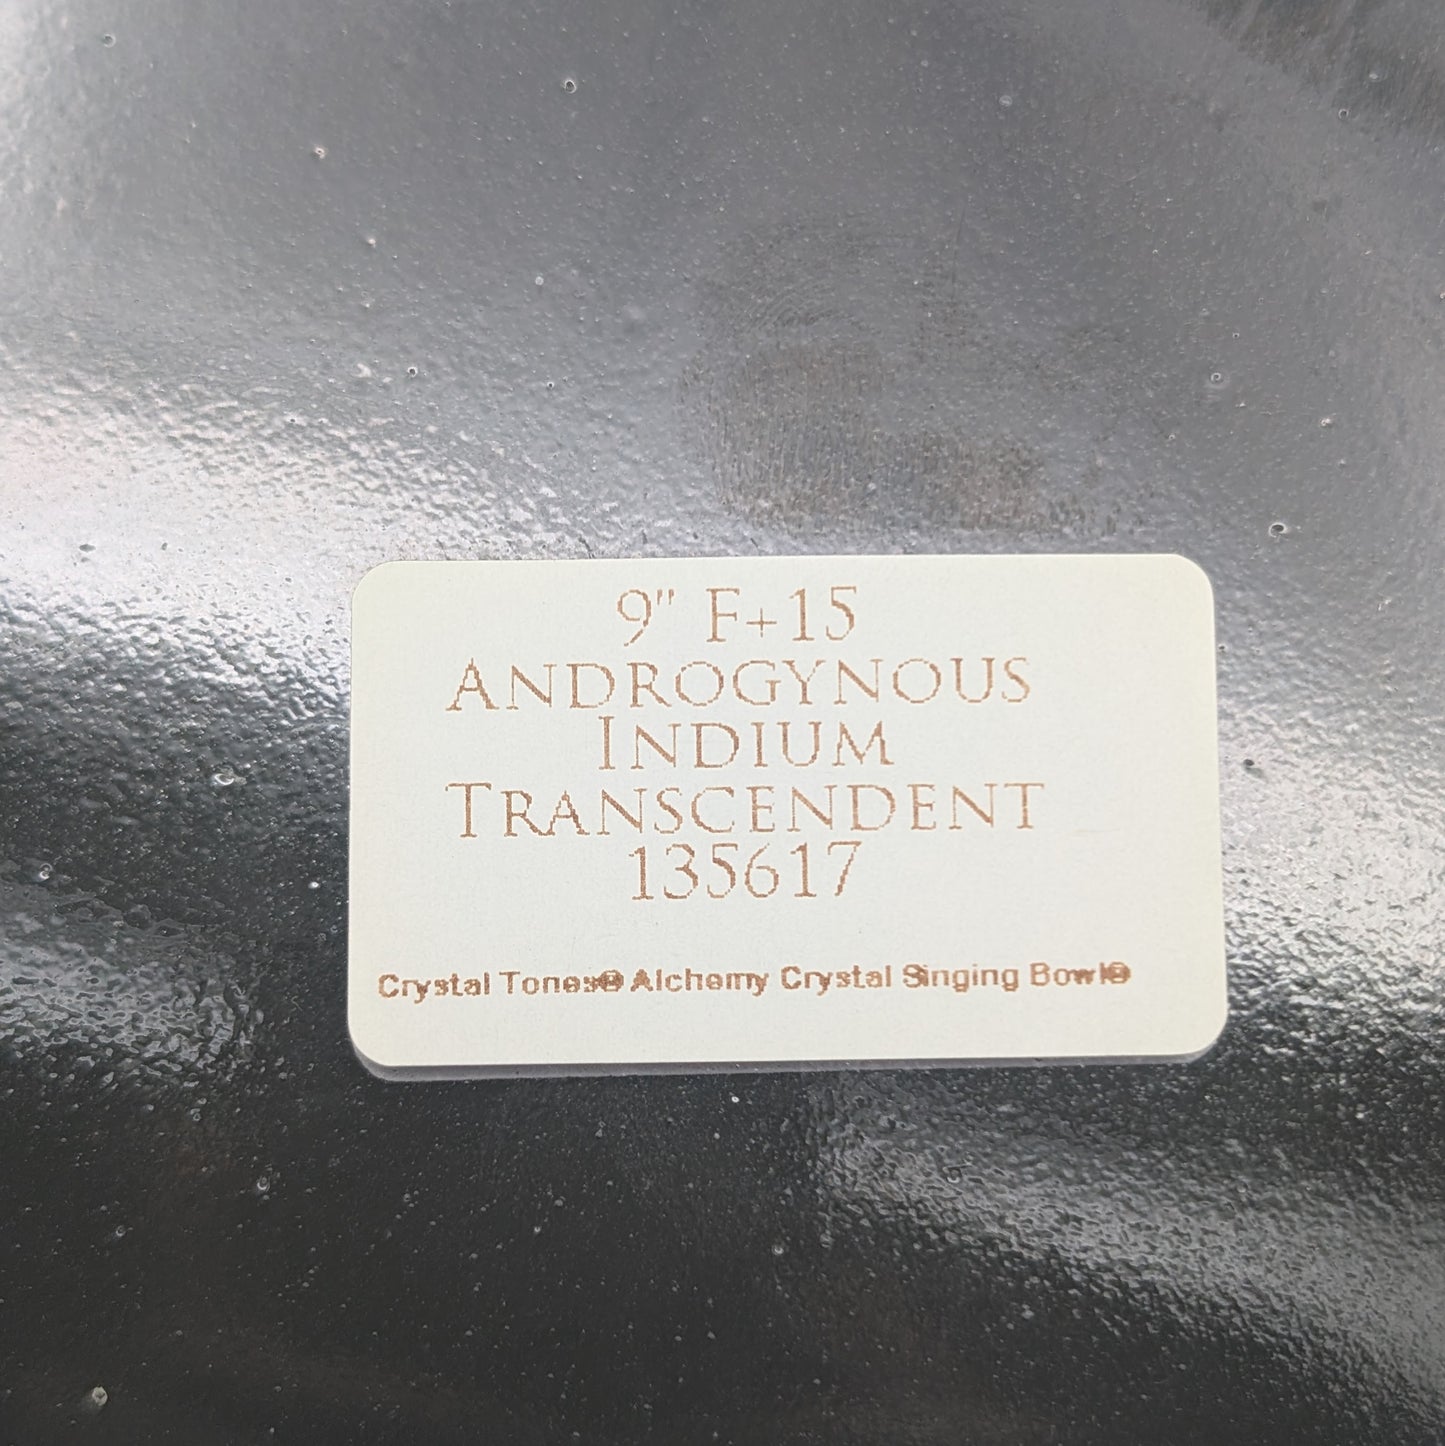 9" F+15
Androgynous
Indium
Transcendent
135617
Crystal Tones® Alchemy Crystal Singing Bowl®